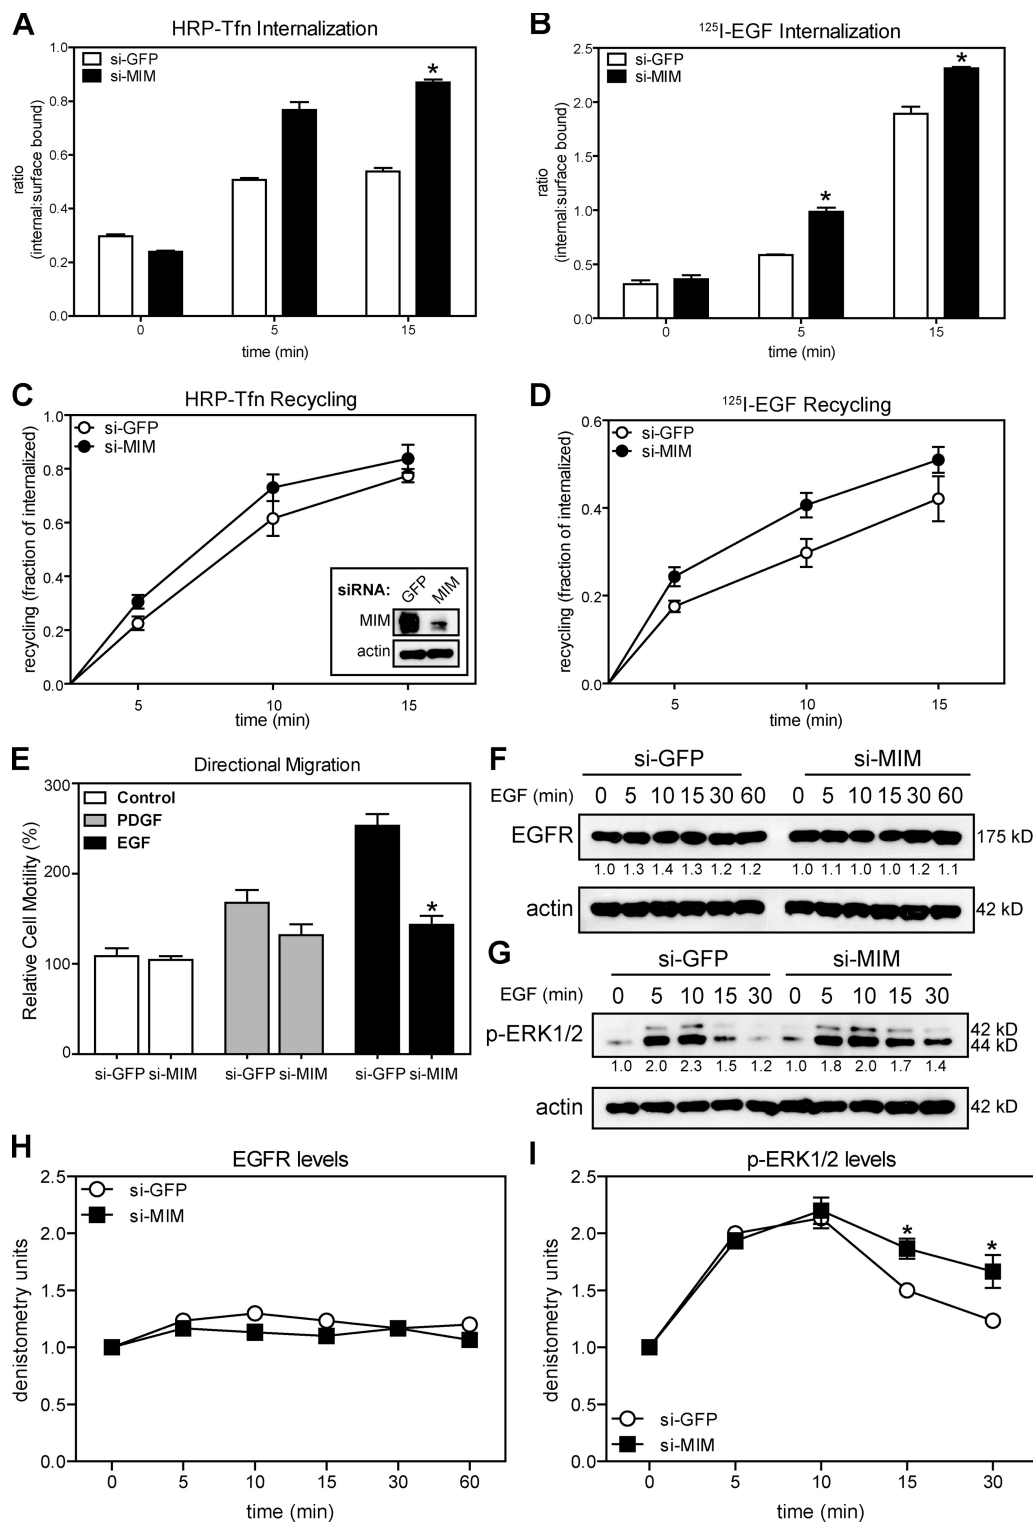 A
HRP-Tfn Internalization
si-GFP
si-MIM
*
ratio
(internal:surface bound)
1.0
0.8
0.6
0.4
0.2
0.0
0 5 15
time (min)
B
125I-EGF Internalization
si-GFP
si-MIM
*
*
ratio
(internal:surface bound)
2.5
2.0
1.5
1.0
0.5
0.0
0 5 15
time (min)
C
HRP-Tfn Recycling
si-GFP
si-MIM
recycling (fraction of internalized)
1.0
0.8
0.6
0.4
0.2
0.0
siRNA: GFP MIM
MIM
actin
5 10 15
time (min)
D
125I-EGF Recycling
si-GFP
si-MIM
recycling (fraction of internalized)
0.6
0.4
0.2
0.0
5 10 15
time (min)
E
Directional Migration
Control
PDGF
EGF
*
Relative Cell Motility (%)
300
200
100
0
si-GFP si-MIM si-GFP si-MIM si-GFP si-MIM
F
si-GFP si-MIM
EGF (min) 0 5 10 15 30 60 0 5 10 15 30 60
EGFR 175 kD
1.0 1.3 1.4 1.3 1.2 1.2 1.0 1.1 1.0 1.0 1.2 1.1
actin 42 kD
G
si-GFP si-MIM
EGF (min) 0 5 10 15 30 0 5 10 15 30
p-ERK1/2 42 kD
44 kD
1.0 2.0 2.3 1.5 1.2 1.0 1.8 2.0 1.7 1.4
actin 42 kD
H
EGFR levels
si-GFP
si-MIM
denistometry units
2.5
2.0
1.5
1.0
0.5
0.0
0 5 10 15 30 60
time (min)
I
p-ERK1/2 levels
*
*
denistometry units
2.5
2.0
1.5
1.0
0.5
0.0
si-GFP
si-MIM
0 5 10 15 30
time (min)